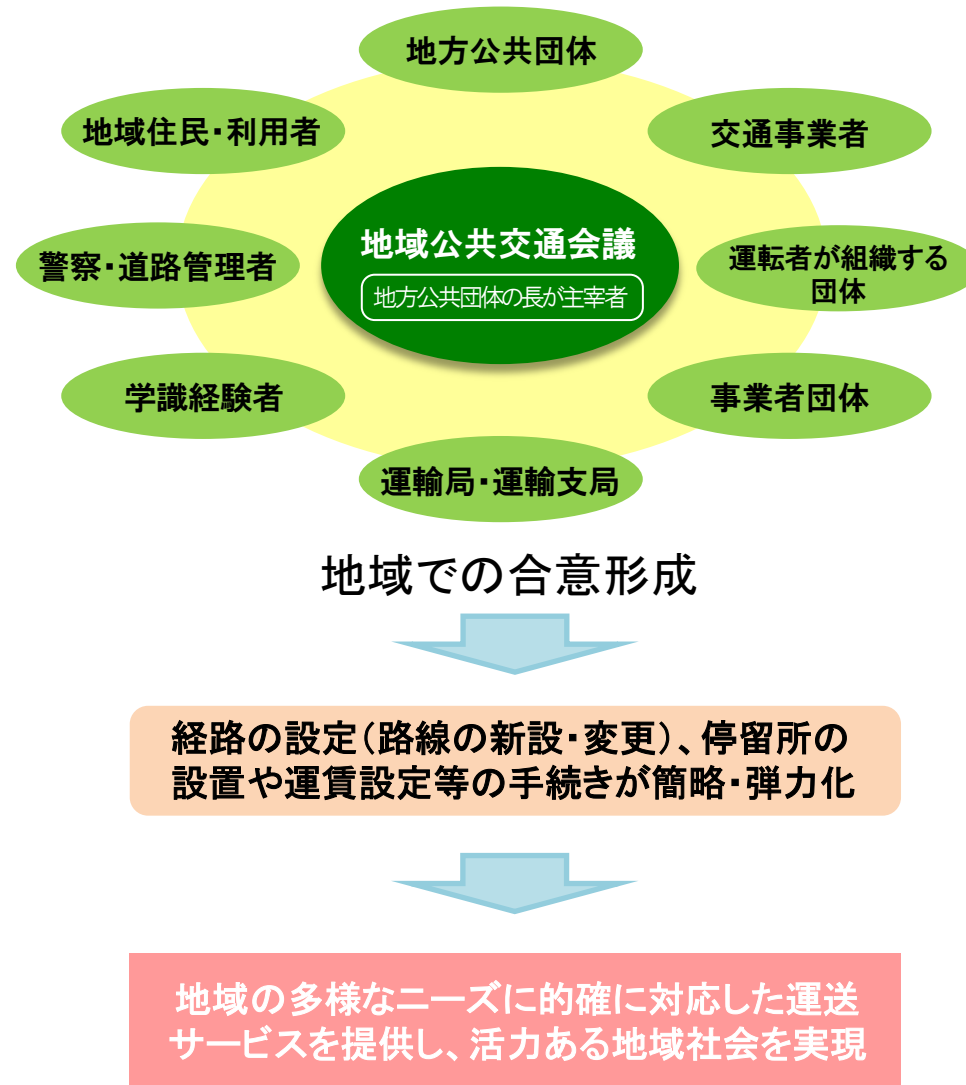 地方公共団体
地域住民・利用者
交通事業者
地域公共交通会議
地方公共団体の長が主宰者
警察・道路管理者
運転者が組織する
団体
学識経験者
事業者団体
運輸局・運輸支局
地域での合意形成
経路の設定（路線の新設・変更）、停留所の
設置や運賃設定等の手続きが簡略・弾力化
地域の多様なニーズに的確に対応した運送
サービスを提供し、活力ある地域社会を実現